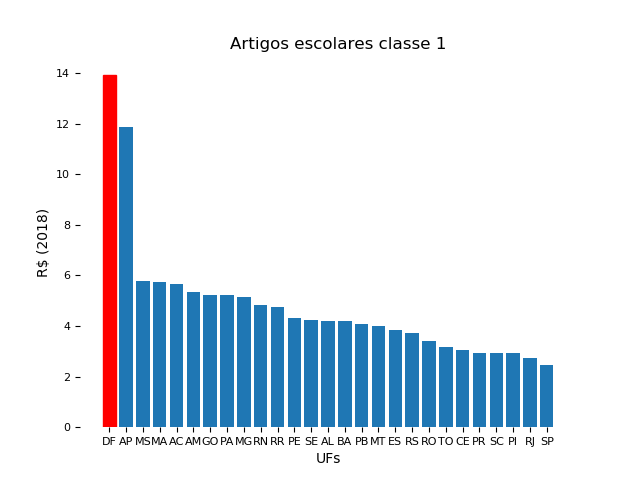 Artigos escolares classe 1
14
12
10
8
6
4
2
0
R$ (2018)
DF AP MS MA AC AM GO PA MG RN RR PE SE AL BA PB MT ES RS RO TO CE PR SC PI RJ SP
UFs